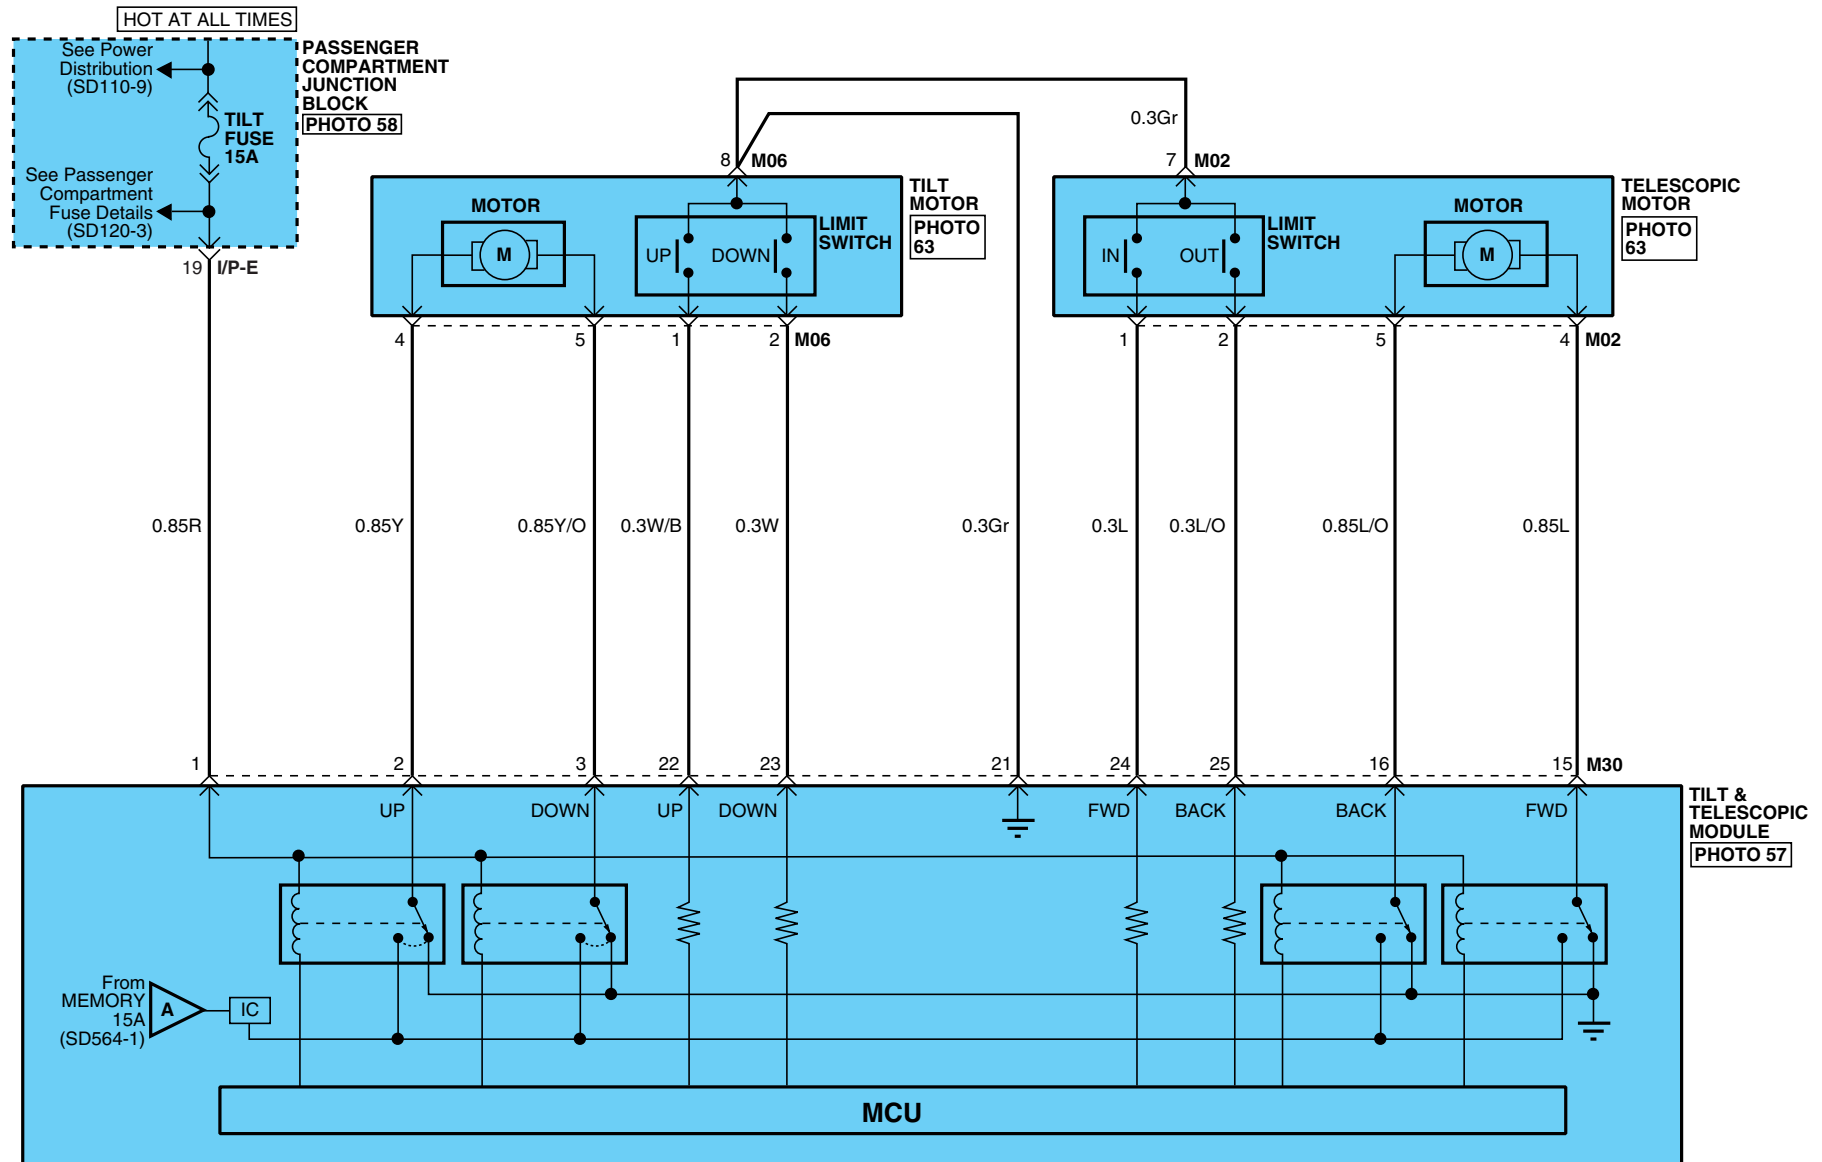 HOT AT ALL TIMES
See Power
Distribution
(SD110-9)
TILT
FUSE
15A
See Passenger
Compartment
Fuse Details
(SD120-3)
PASSENGER
COMPARTMENT
JUNCTION
BLOCK
PHOTO 58
19 I/P-E
0.3Gr
8 M06
7 M02
MOTOR
M
UP
DOWN
LIMIT
SWITCH
TILT
MOTOR
PHOTO
63
IN
OUT
LIMIT
SWITCH
MOTOR
M
TELESCOPIC
MOTOR
PHOTO
63
4 5 1 2 M06
1 2 5 4 M02
0.85R 0.85Y 0.85Y/O 0.3W/B 0.3W 0.3Gr 0.3L 0.3L/O 0.85L/O 0.85L
1 2 3 22 23 21 24 25 16 15 M30
UP DOWN UP DOWN FWD BACK BACK FWD
TILT &
TELESCOPIC
MODULE
PHOTO 57
From
MEMORY
15A
(SD564-1)
A
IC
MCU